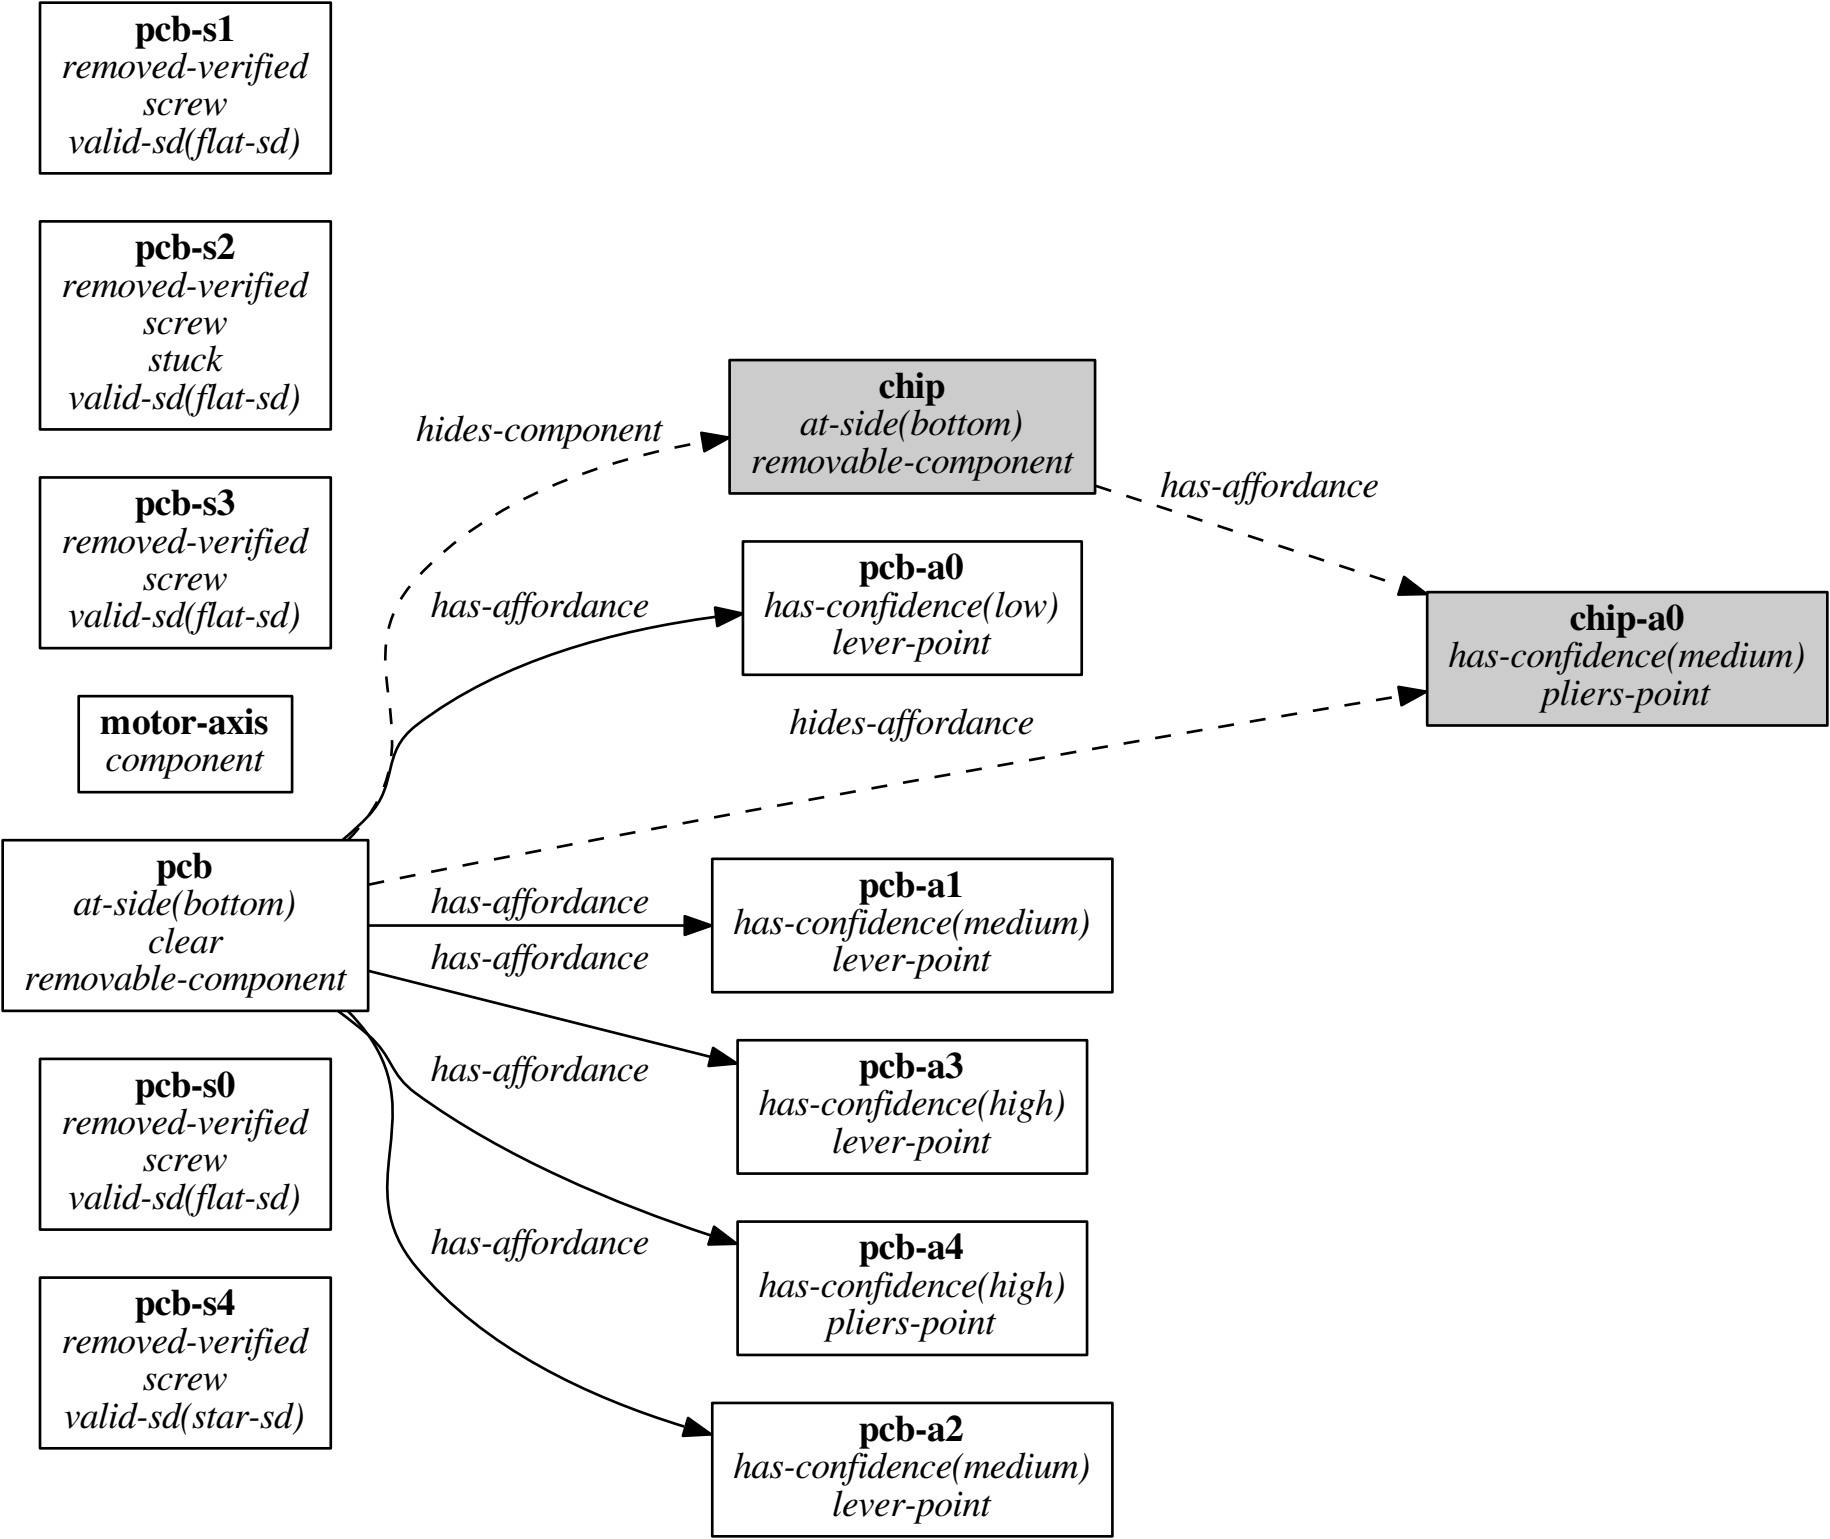 pcb-s1
removed-verified
screw
valid-sd(flat-sd)
pcb-s2
removed-verified
screw
stuck
valid-sd(flat-sd)
pcb-s3
removed-verified
screw
valid-sd(flat-sd)
motor-axis
component
pcb
at-side(bottom)
clear
removable-component
pcb-s0
removed-verified
screw
valid-sd(flat-sd)
pcb-s4
removed-verified
screw
valid-sd(star-sd)
hides-component
has-affordance
hides-affordance
has-affordance
has-affordance
has-affordance
has-affordance
chip
at-side(bottom)
removable-component
pcb-a0
has-confidence(low)
lever-point
pcb-a1
has-confidence(medium)
lever-point
pcb-a3
has-confidence(high)
lever-point
pcb-a4
has-confidence(high)
pliers-point
pcb-a2
has-confidence(medium)
lever-point
has-affordance
chip-a0
has-confidence(medium)
pliers-point